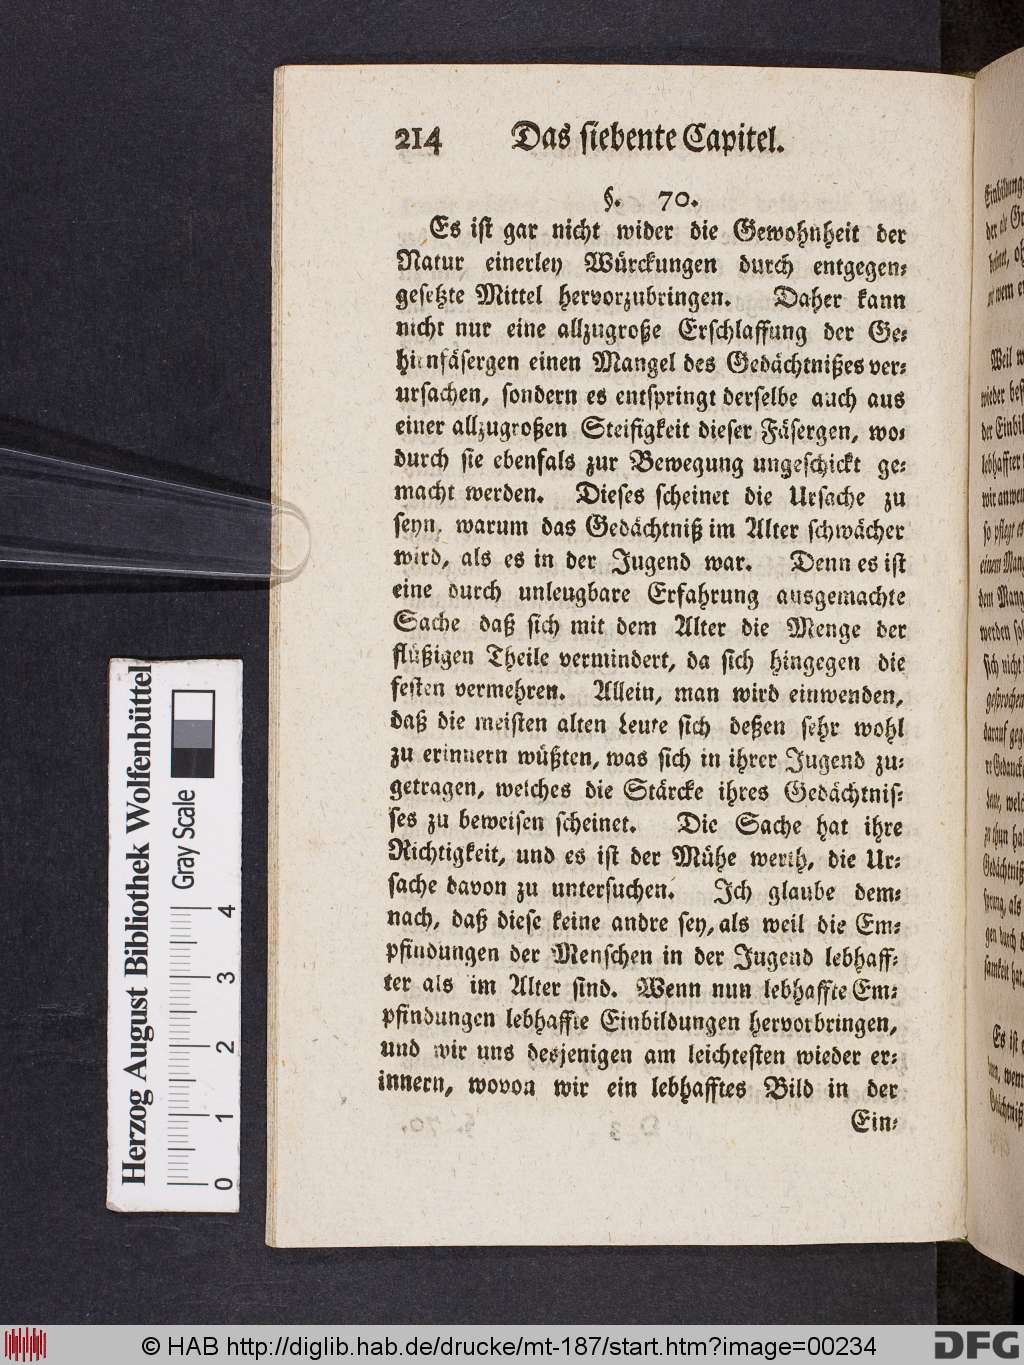 214 Das siebente Capitel.
§. 70.
Es ist gar nicht wider die Gewohnheit der
Natur einerley Würckungen durch entgegen-
gesetzte Mittel hervorzubringen. Daher kann
nicht nur eine allzugroße Erschlaffung der Ge-
hirnfäsergen einen Mangel des Gedächtnißes ver-
ursachen, sondern es entspringt derselbe auch aus
einer allzugroßen Steifigkeit dieser Fäsergen, wo-
durch sie ebenfals zur Bewegung ungeschickt ge-
macht werden. Dieses scheinet die Ursache zu
seyn, warum das Gedächtniß im Alter schwächer
wird, als es in der Jugend war. Denn es ist
eine durch unleugbare Erfahrung ausgemachte
Sache daß sich mit dem Alter die Menge der
flüßigen Theile vermindert, da sich hingegen die
festen vermehren. Allein, man wird einwenden,
daß die meisten alten Leute sich deßen sehr wohl
zu erinnern wüßten, was sich in ihrer Jugend zu-
getragen, welches die Stärcke ihres Gedächtnis-
ses zu beweisen scheinet. Die Sache hat ihre
Richtigkeit, und es ist der Mühe werth, die Ur-
sache davon zu untersuchen. Ich glaube dem-
nach, daß diese keine andre sey, als weil die Em-
pfindungen der Menschen in der Jugend lebhaff-
ter als im Alter sind. Wenn nun lebhaffte Em-
pfindungen lebhaffte Einbildungen hervorbringen,
und wir uns desjenigen am leichtesten wieder er-
innern, wovon wir ein lebhafftes Bild in der
Ein-
Herzog August Bibliothek Wolfenbüttel
Gray Scale
0 1 2 3 4
© HAB http://diglib.hab.de/drucke/mt-187/start.htm?image=00234
DFG